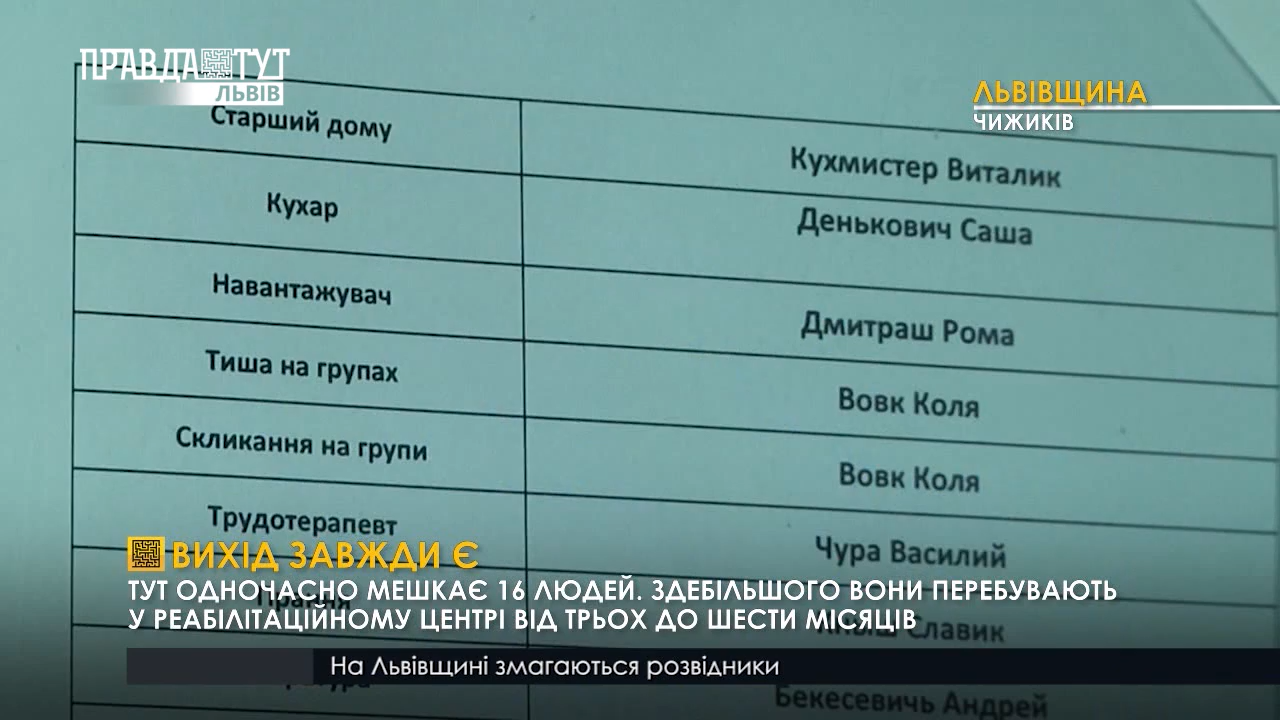 ПРАВДА ТУТ
ЛЬВІВ
ЛЬВІВЩИНА
ЧИЖИКІВ
Старший дому
Кухмистер Виталик
Кухар
Денькович Саша
Навантажувач
Дмитраш Рома
Тиша на групах
Вовк Коля
Скликання на групи
Вовк Коля
Трудотерапевт
Чура Василий
Славик
Бекесевичь Андрей
ВИХІД ЗАВЖДИ Є
ТУТ ОДНОЧАСНО МЕШКАЄ 16 ЛЮДЕЙ. ЗДЕБІЛЬШОГО ВОНИ ПЕРЕБУВАЮТЬ
У РЕАБІЛІТАЦІЙНОМУ ЦЕНТРІ ВІД ТРЬОХ ДО ШЕСТИ МІСЯЦІВ
На Львівщині змагаються розвідники